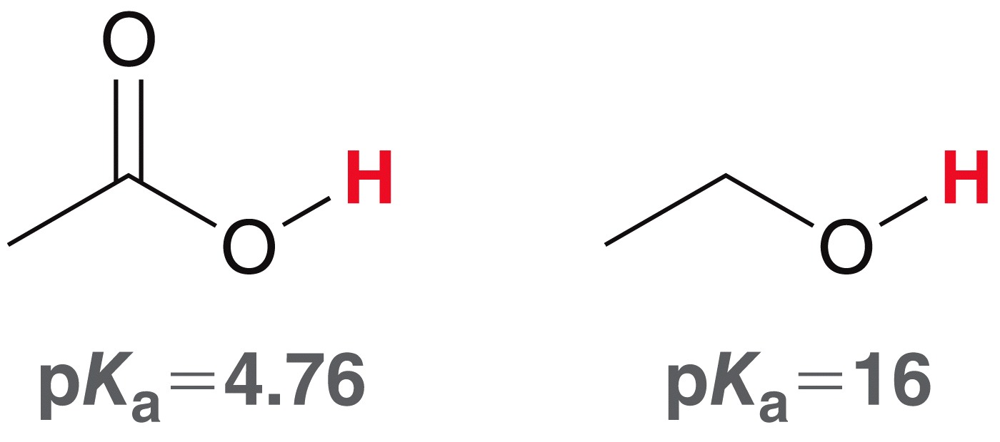 O
H H
O O
pKa=4.76 pKa=16